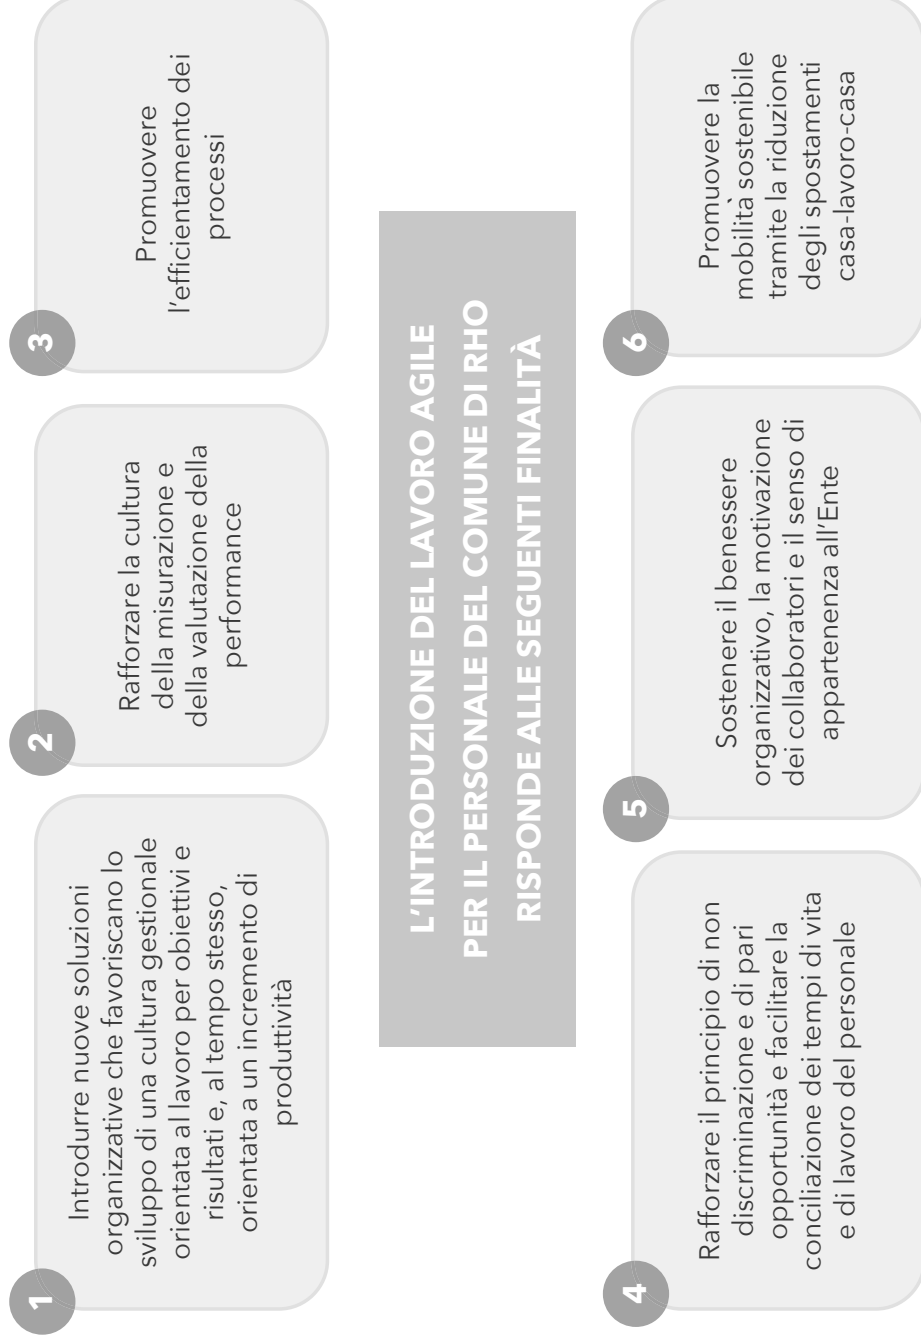 1
Introdurre nuove soluzioni
organizzative che favoriscano lo
sviluppo di una cultura gestionale
orientata al lavoro per obiettivi e
risultati e, al tempo stesso,
orientata a un incremento di
produttività
2
Rafforzare la cultura
della misurazione e
della valutazione della
performance
3
Promuovere
l'efficientamento dei
processi
L'INTRODUZIONE DEL LAVORO AGILE
PER IL PERSONALE DEL COMUNE DI RHO
RISPONDE ALLE SEGUENTI FINALITÀ
4
Rafforzare il principio di non
discriminazione e di pari
opportunità e facilitare la
conciliazione dei tempi di vita
e di lavoro del personale
5
Sostenere il benessere
organizzativo, la motivazione
dei collaboratori e il senso di
appartenenza all'Ente
6
Promuovere la
mobilità sostenibile
tramite la riduzione
degli spostamenti
casa-lavoro-casa